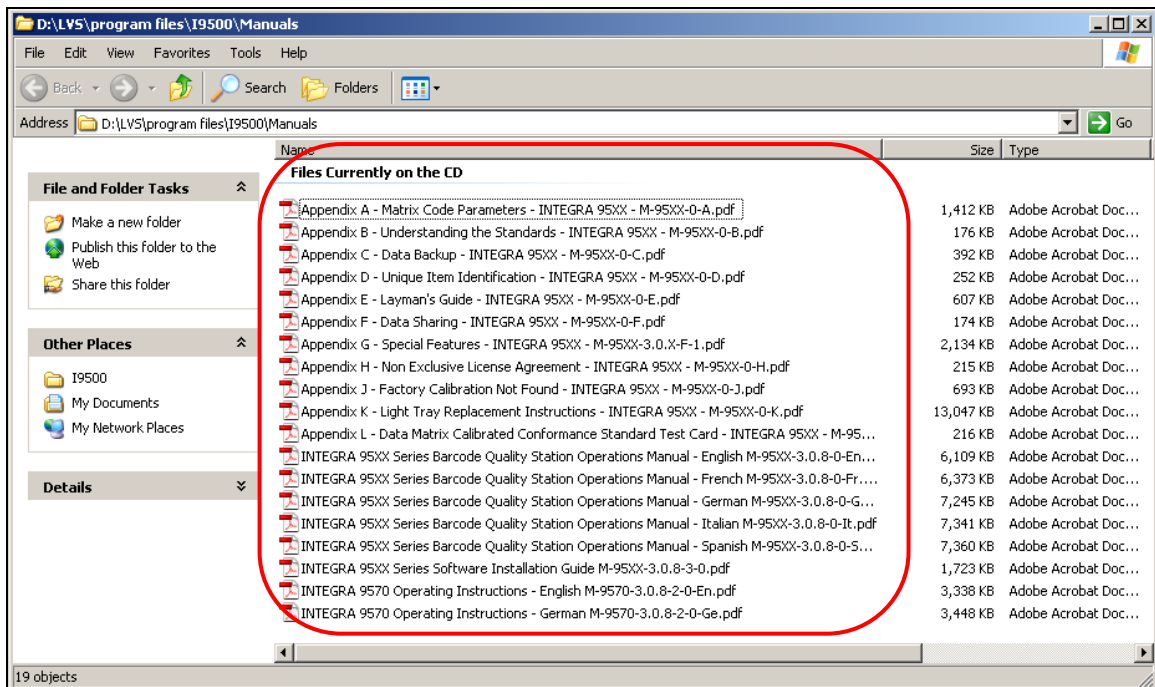 D:\LVS\program files\I9500\Manuals
File Edit View Favorites Tools Help
Back Search Folders
Address D:\LVS\program files\I9500\Manuals Go
Name Size Type
Files Currently on the CD
File and Folder Tasks
Make a new folder
Publish this folder to the
Web
Share this folder
Other Places
I9500
My Documents
My Network Places
Details
Appendix A - Matrix Code Parameters - INTEGRA 95XX - M-95XX-0-A.pdf 1,412 KB Adobe Acrobat Doc...
Appendix B - Understanding the Standards - INTEGRA 95XX - M-95XX-0-B.pdf 176 KB Adobe Acrobat Doc...
Appendix C - Data Backup - INTEGRA 95XX - M-95XX-0-C.pdf 392 KB Adobe Acrobat Doc...
Appendix D - Unique Item Identification - INTEGRA 95XX - M-95XX-0-D.pdf 252 KB Adobe Acrobat Doc...
Appendix E - Layman's Guide - INTEGRA 95XX - M-95XX-0-E.pdf 607 KB Adobe Acrobat Doc...
Appendix F - Data Sharing - INTEGRA 95XX - M-95XX-0-F.pdf 174 KB Adobe Acrobat Doc...
Appendix G - Special Features - INTEGRA 95XX - M-95XX-3.0.X-F-1.pdf 2,134 KB Adobe Acrobat Doc...
Appendix H - Non Exclusive License Agreement - INTEGRA 95XX - M-95XX-0-H.pdf 215 KB Adobe Acrobat Doc...
Appendix J - Factory Calibration Not Found - INTEGRA 95XX - M-95XX-0-J.pdf 693 KB Adobe Acrobat Doc...
Appendix K - Light Tray Replacement Instructions - INTEGRA 95XX - M-95XX-0-K.pdf 13,047 KB Adobe Acrobat Doc...
Appendix L - Data Matrix Calibrated Conformance Standard Test Card - INTEGRA 95XX - M-95... 216 KB Adobe Acrobat Doc...
INTEGRA 95XX Series Barcode Quality Station Operations Manual - English M-95XX-3.0.8-0-En... 6,109 KB Adobe Acrobat Doc...
INTEGRA 95XX Series Barcode Quality Station Operations Manual - French M-95XX-3.0.8-0-Fr.... 6,373 KB Adobe Acrobat Doc...
INTEGRA 95XX Series Barcode Quality Station Operations Manual - German M-95XX-3.0.8-0-G... 7,245 KB Adobe Acrobat Doc...
INTEGRA 95XX Series Barcode Quality Station Operations Manual - Italian M-95XX-3.0.8-0-It.pdf 7,341 KB Adobe Acrobat Doc...
INTEGRA 95XX Series Barcode Quality Station Operations Manual - Spanish M-95XX-3.0.8-0-S... 7,360 KB Adobe Acrobat Doc...
INTEGRA 95XX Series Software Installation Guide M-95XX-3.0.8-3-0.pdf 1,723 KB Adobe Acrobat Doc...
INTEGRA 9570 Operating Instructions - English M-9570-3.0.8-2-0-En.pdf 3,338 KB Adobe Acrobat Doc...
INTEGRA 9570 Operating Instructions - German M-9570-3.0.8-2-0-Ge.pdf 3,448 KB Adobe Acrobat Doc...
19 objects